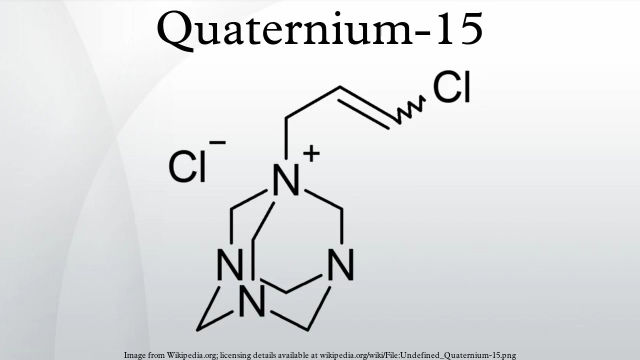 Quaternium-15
Cl
Cl−
N+
N
N
N
Image from Wikipedia.org; licensing details available at wikipedia.org/wiki/File:Undefined_Quaternium-15.png